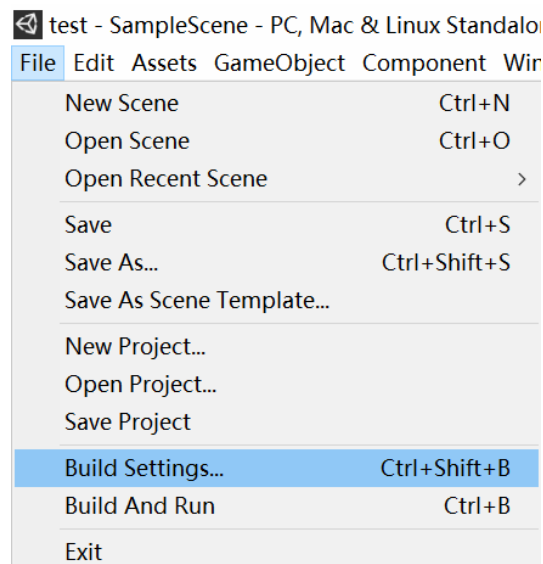 test - SampleScene - PC, Mac & Linux Standalo
File Edit Assets GameObject Component Win
New Scene Ctrl+N
Open Scene Ctrl+O
Open Recent Scene >
Save Ctrl+S
Save As... Ctrl+Shift+S
Save As Scene Template...
New Project...
Open Project...
Save Project
Build Settings... Ctrl+Shift+B
Build And Run Ctrl+B
Exit